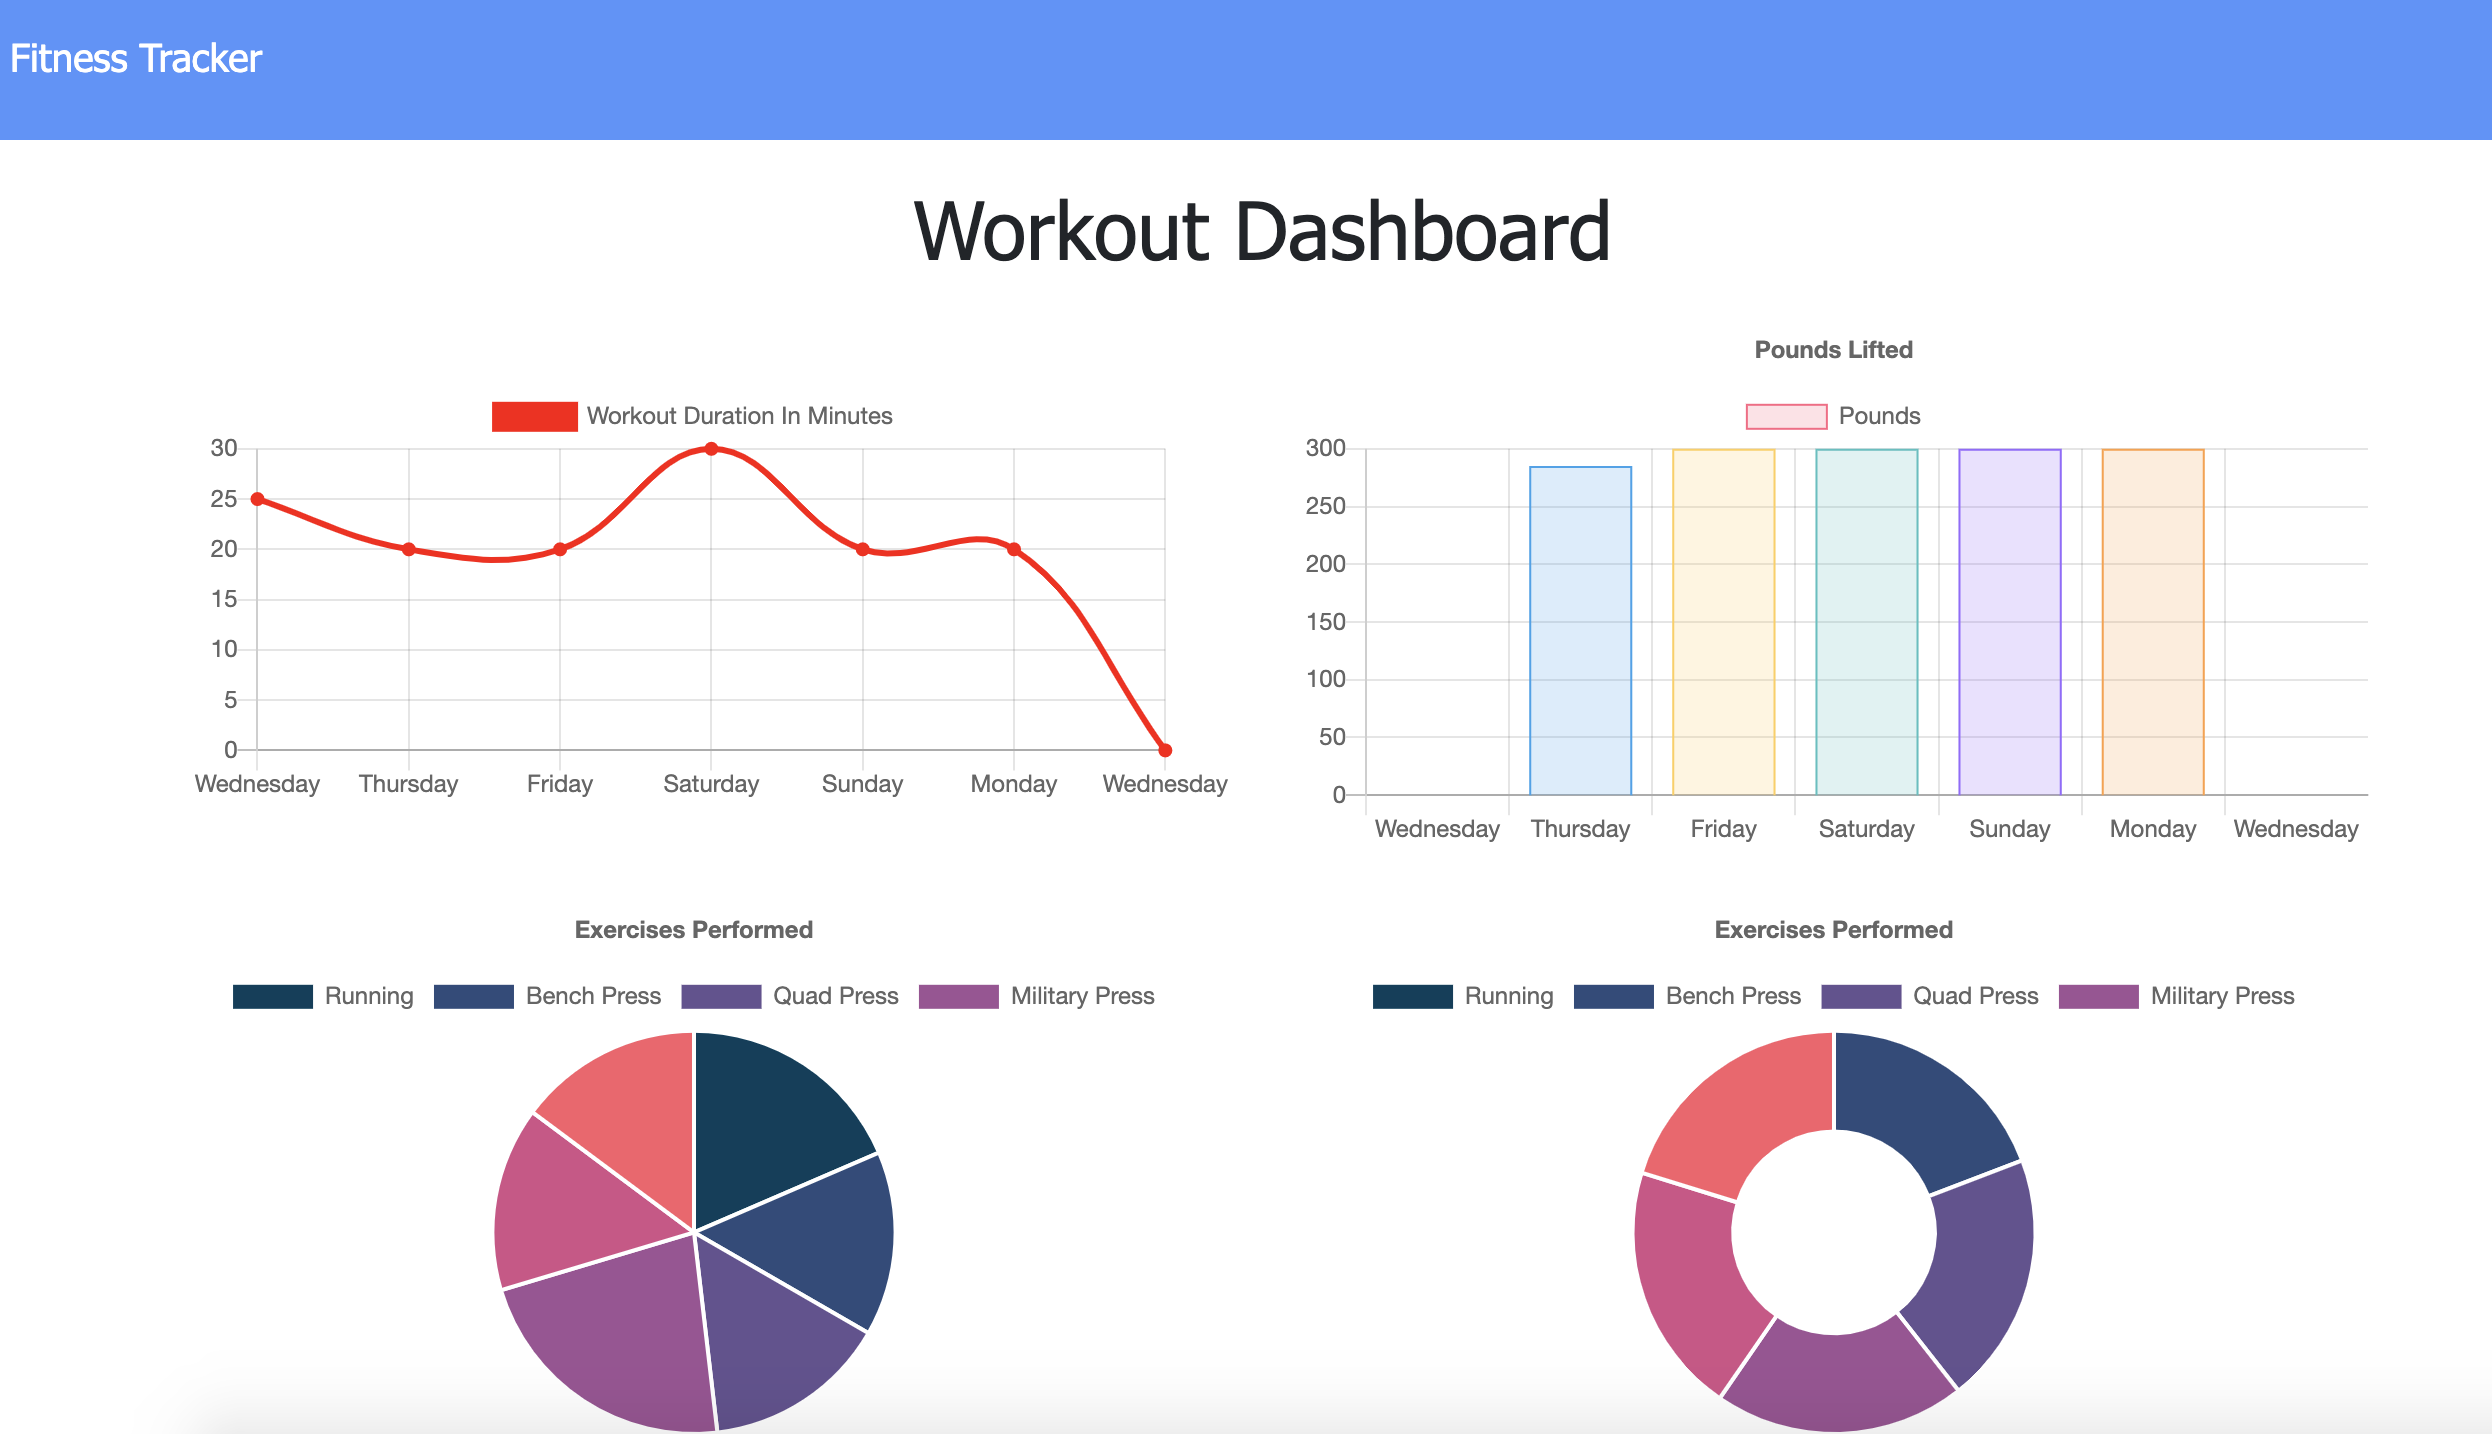 Fitness Tracker
Workout Dashboard
Workout Duration In Minutes
30
25
20
15
10
5
0
Wednesday Thursday Friday Saturday Sunday Monday Wednesday
Pounds Lifted
Pounds
300
250
200
150
100
50
0
Wednesday Thursday Friday Saturday Sunday Monday Wednesday
Exercises Performed
Running Bench Press Quad Press Military Press
Exercises Performed
Running Bench Press Quad Press Military Press